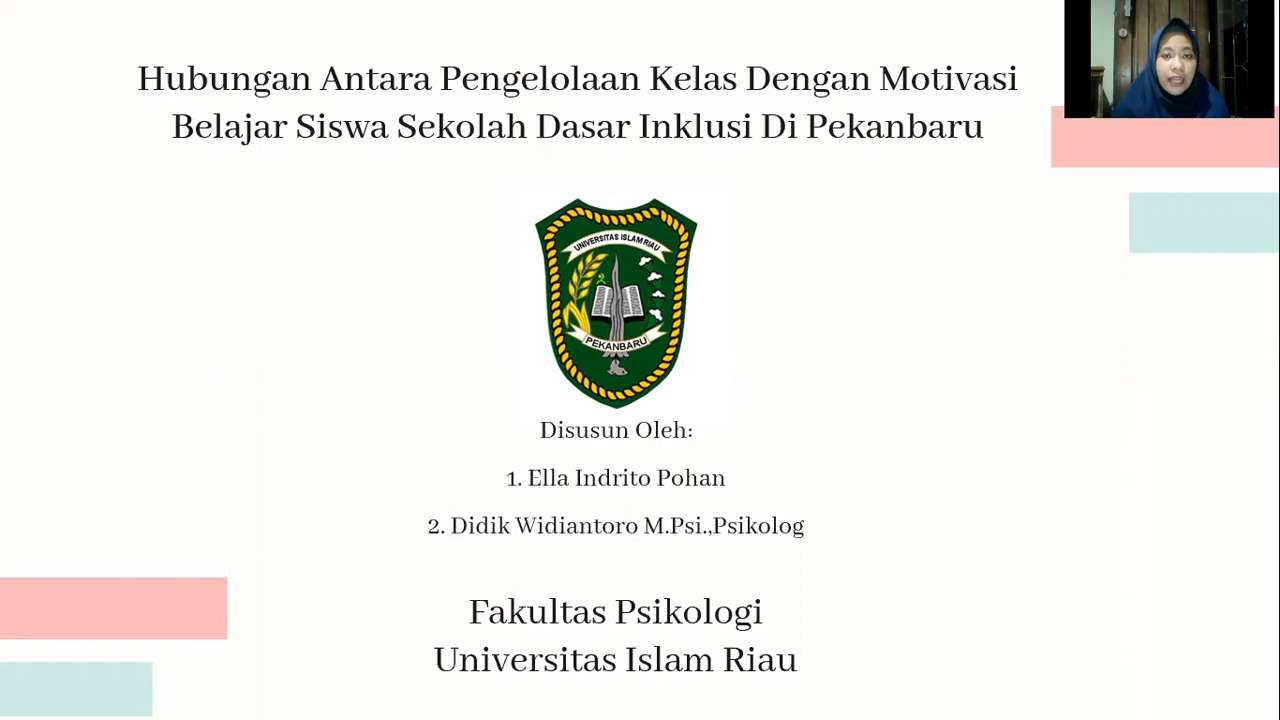 Hubungan Antara Pengelolaan Kelas Dengan Motivasi
Belajar Siswa Sekolah Dasar Inklusi Di Pekanbaru
UNIVERSITAS ISLAM RIAU
PEKANBARU
Disusun Oleh:
1. Ella Indrito Pohan
2. Didik Widiantoro M.Psi.,Psikolog
Fakultas Psikologi
Universitas Islam Riau